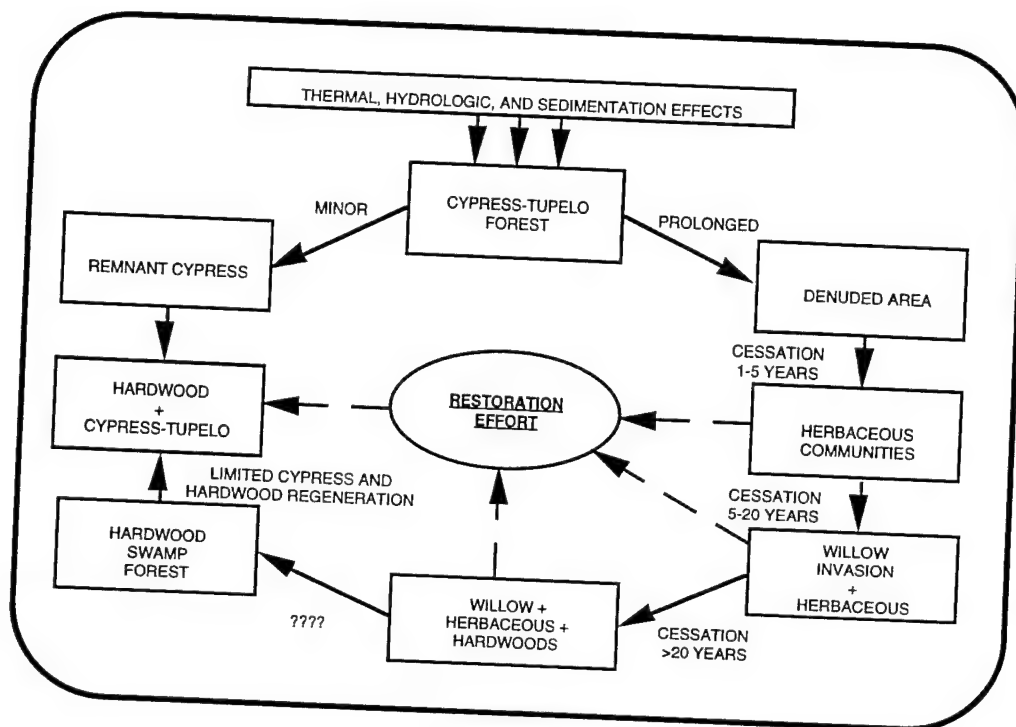 THERMAL, HYDROLOGIC, AND SEDIMENTATION EFFECTS
CYPRESS-TUPELO
FOREST
MINOR
PROLONGED
REMNANT CYPRESS
DENUDED AREA
CESSATION
1-5 YEARS
HARDWOOD
+
CYPRESS-TUPELO
RESTORATION
EFFORT
HERBACEOUS
COMMUNITIES
LIMITED CYPRESS AND
HARDWOOD REGENERATION
CESSATION
5-20 YEARS
HARDWOOD
SWAMP
FOREST
WILLOW
INVASION
+
HERBACEOUS
WILLOW +
HERBACEOUS +
HARDWOODS
????
CESSATION
>20 YEARS